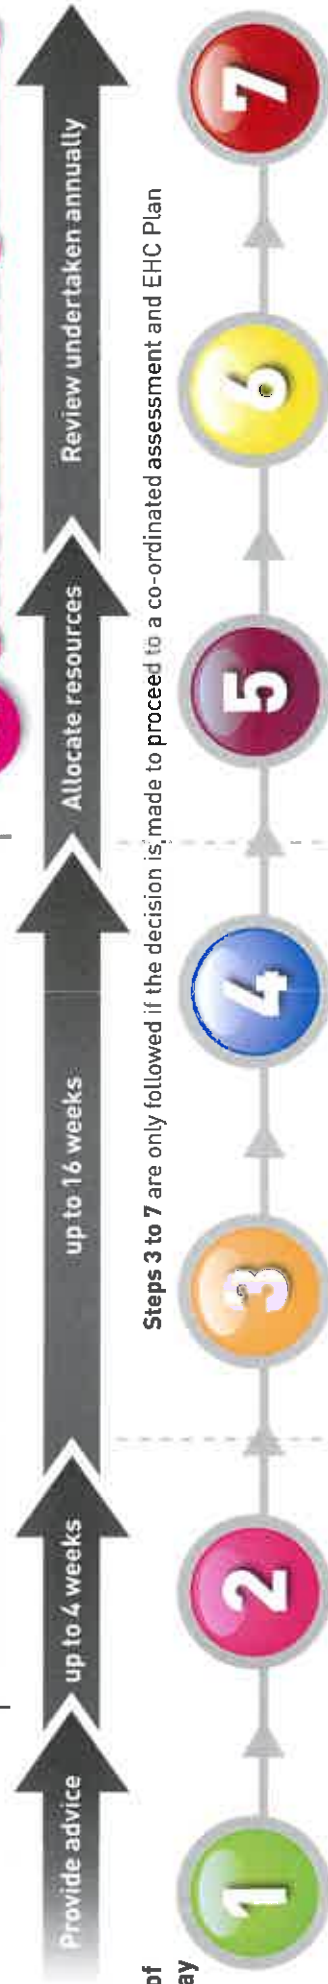 Provide advice
up to 4 weeks
up to 16 weeks
Allocate resources
Review undertaken annually
of
ay
Steps 3 to 7 are only followed if the decision is made to proceed to a co-ordinated assessment and EHC Plan
1
2
3
4
5
6
7